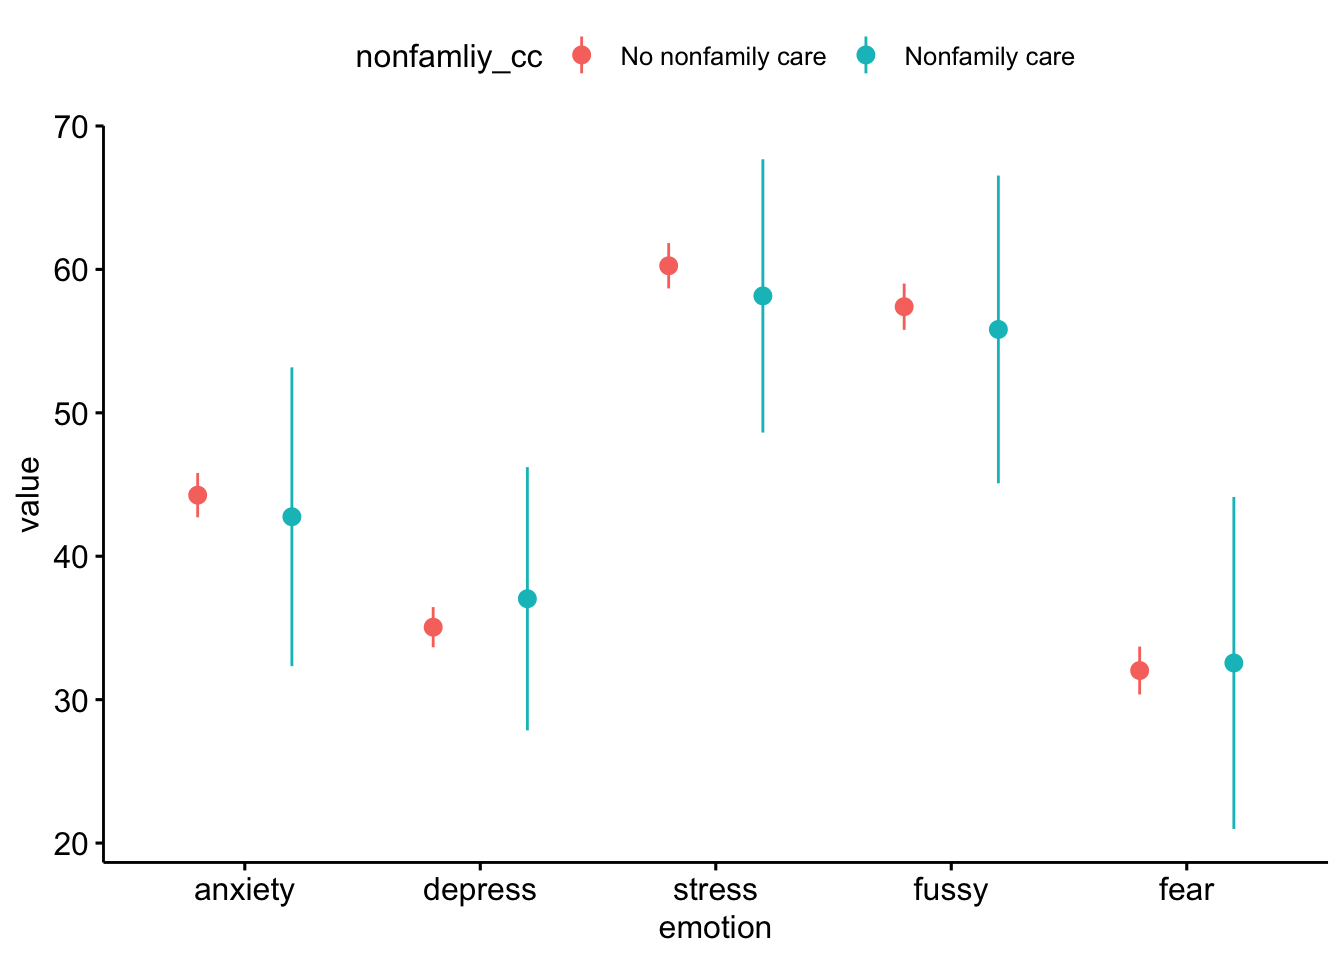 nonfamliy_cc No nonfamily care Nonfamily care
70
60
50
40
30
20
value
anxiety depress stress fussy fear
emotion